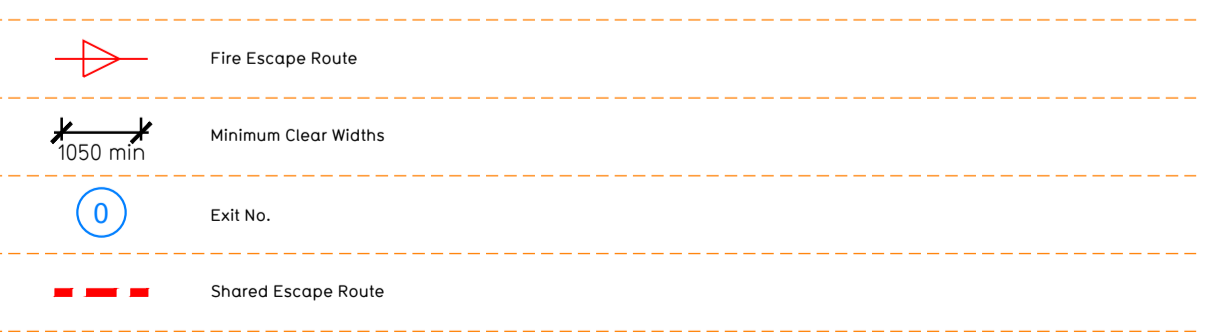 Fire Escape Route
1050 min
Minimum Clear Widths
0
Exit No.
Shared Escape Route